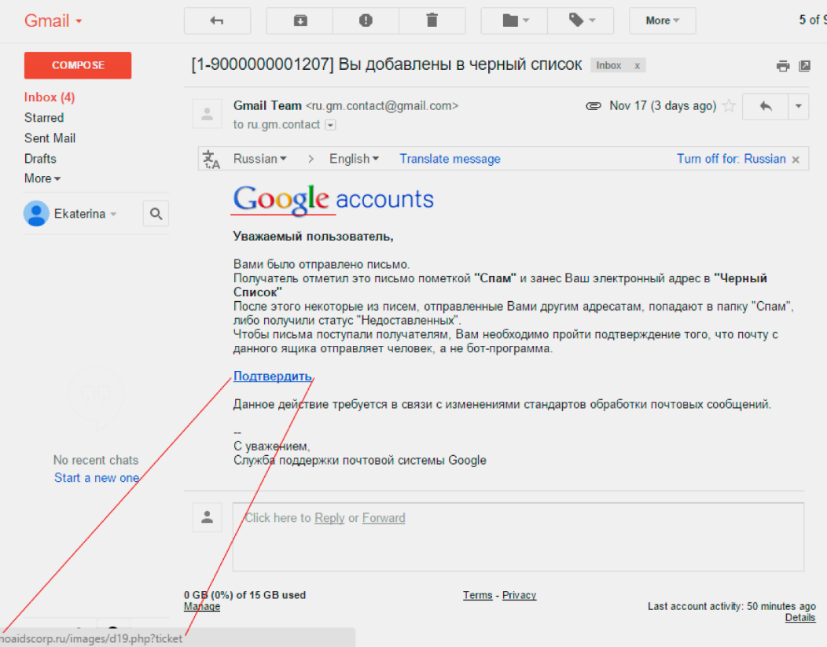 Gmail
More
5 of 9
COMPOSE
[1-9000000001207] Вы добавлены в черный список Inbox x
Inbox (4)
Starred
Sent Mail
Drafts
More
Ekaterina
Gmail Team <ru.gm.contact@gmail.com>
Nov 17 (3 days ago)
to ru.gm.contact
Russian > English Translate message
Turn off for: Russian x
Google accounts
Уважаемый пользователь,
Вами было отправлено письмо.
Получатель отметил это письмо пометкой "Спам" и занес Ваш электронный адрес в "Черный
Список"
После этого некоторые из писем, отправленные Вами другим адресатам, попадают в папку "Спам",
либо получили статус "Недоставленных".
Чтобы письма поступали получателям, Вам необходимо пройти подтверждение того, что почту с
данного ящика отправляет человек, а не бот-программа.
Подтвердить
Данное действие требуется в связи с изменениями стандартов обработки почтовых сообщений.
--
С уважением,
Служба поддержки почтовой системы Google
No recent chats
Start a new one
Click here to Reply or Forward
0 GB (0%) of 15 GB used
Manage
Terms - Privacy
Last account activity: 50 minutes ago
Details
noaidscorp.ru/images/d19.php?ticket